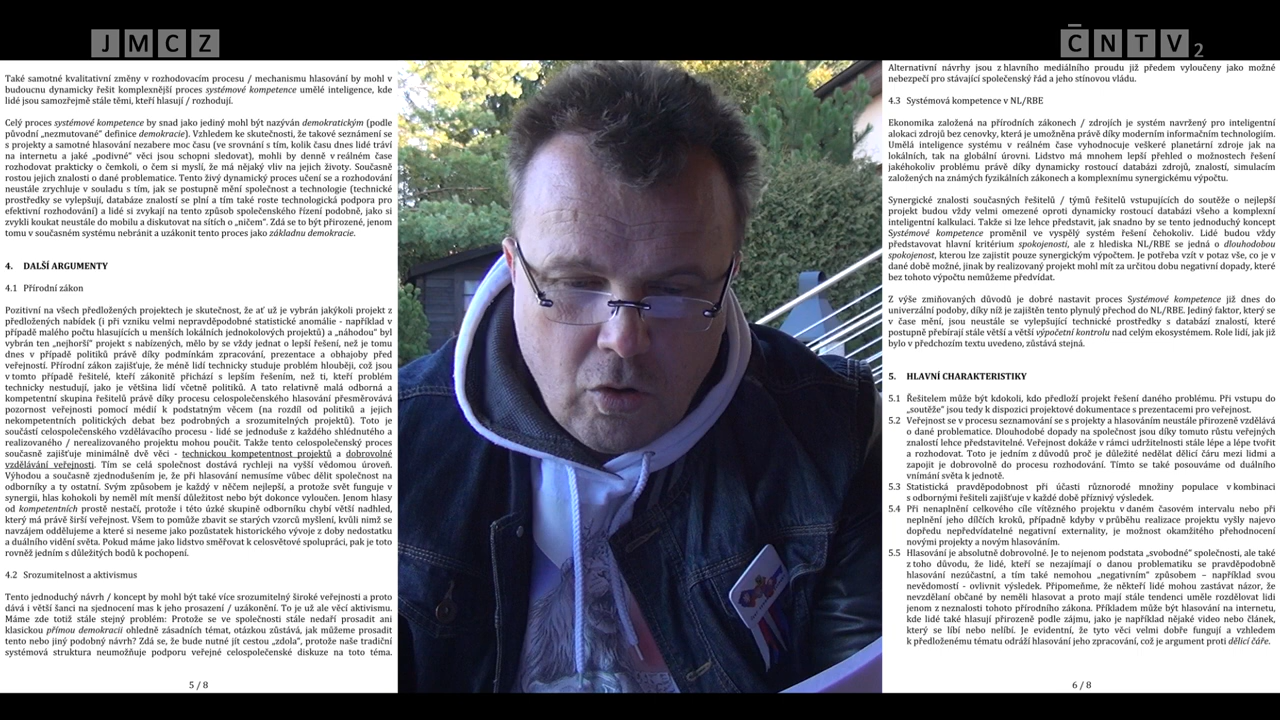 JMCZ
ČNTV2
Také samotné kvalitativní změny v rozhodovacím procesu / mechanismu hlasování by mohl v
budoucnu dynamicky řešit komplexnější proces systémové kompetence umělé inteligence, kde
lidé jsou samozřejmě stále těmi, kteří hlasují / rozhodují.
Celý proces systémové kompetence by snad jako jediný mohl být nazýván demokratickým (podle
původní „nezmutované" definice demokracie). Vzhledem ke skutečnosti, že takové seznámení se
s projekty a samotné hlasování nezabere moc času (ve srovnání s tím, kolik času dnes lidé tráví
na internetu a jaké „podivné" věci jsou schopni sledovat), mohli by denně v reálném čase
rozhodovat prakticky o čemkoli, o čem si myslí, že má nějaký vliv na jejich životy. Současně
rostou jejich znalosti o dané problematice. Tento živý dynamický proces učení se a rozhodování
neustále zrychluje v souladu s tím, jak se postupně mění společnost a technologie (technické
prostředky se vylepšují, databáze znalostí se plní a tím také roste technologická podpora pro
efektivní rozhodování) a lidé si zvykají na tento způsob společenského řízení podobně, jako si
zvykli koukat neustále do mobilu a diskutovat na sítích o „ničem". Zdá se to být přirozené, jenom
tomu v současném systému nebránit a uzákonit tento proces jako základnu demokracie.
4. DALŠÍ ARGUMENTY
4.1 Přírodní zákon
Pozitivní na všech předložených projektech je skutečnost, že ať už je vybrán jakýkoli projekt z
předložených nabídek (i při vzniku velmi nepravděpodobné statistické anomálie - například v
případě malého počtu hlasujících u menších lokálních jednokolových projektů) a „náhodou" byl
vybrán ten „nejhorší" projekt s nabízených, mělo by se vždy jednat o lepší řešení, než je tomu
dnes v případě politiků právě díky podmínkám zpracování, prezentace a obhajoby před
veřejností. Přírodní zákon zajišťuje, že méně lidí technicky studuje problém hlouběji, což jsou
v tomto případě řešitelé, kteří zákonitě přichází s lepším řešením, než ti, kteří problém
technicky nestudují, jako je většina lidí včetně politiků. A tato relativně malá odborná a
kompetentní skupina řešitelů právě díky procesu celospolečenského hlasování přesměrovává
pozornost veřejnosti pomocí médií k podstatným věcem (na rozdíl od politiků a jejich
nekompetentních politických debat bez podrobných a srozumitelných projektů). Toto je
součástí celospolečenského vzdělávacího procesu - lidé se jednoduše z každého shlédnutého a
realizovaného / nerealizovaného projektu mohou poučit. Takže tento celospolečenský proces
současně zajišťuje minimálně dvě věci - technickou kompetentnost projektů a dobrovolné
vzdělávání veřejnosti. Tím se celá společnost dostává rychleji na vyšší vědomou úroveň.
Výhodou a současně zjednodušením je, že při hlasování nemusíme vůbec dělit společnost na
odborníky a ty ostatní. Svým způsobem je každý v něčem nejlepší, a protože svět funguje v
synergii, hlas kohokoli by neměl mít menší důležitost nebo být dokonce vyloučen. Jenom hlasy
od kompetentních prostě nestačí, protože i této úzké skupině odborníku chybí větší nadhled,
který má právě širší veřejnost. Všem to pomůže zbavit se starých vzorců myšlení, kvůli nimž se
navzájem oddělujeme a které si neseme jako pozůstatek historického vývoje z doby nedostatku
a duálního vidění světa. Pokud máme jako lidstvo směřovat k celosvětové spolupráci, pak je toto
rovněž jedním s důležitých bodů k pochopení.
4.2 Srozumitelnost a aktivismus
Tento jednoduchý návrh / koncept by mohl být také více srozumitelný široké veřejnosti a proto
dává i větší šanci na sjednocení mas k jeho prosazení / uzákonění. To je už ale věcí aktivismu.
Máme zde totiž stále stejný problém: Protože se ve společnosti stále nedaří prosadit ani
klasickou přímou demokracii ohledně zásadních témat, otázkou zůstává, jak můžeme prosadit
tento nebo jiný podobný návrh? Zdá se, že bude nutné jít cestou „zdola", protože naše tradiční
systémová struktura neumožňuje podporu veřejné celospolečenské diskuze na toto téma.
5 / 8
Alternativní návrhy jsou z hlavního mediálního proudu již předem vyloučeny jako možné
nebezpečí pro stávající společenský řád a jeho stínovou vládu.
4.3 Systémová kompetence v NL/RBE
Ekonomika založená na přírodních zákonech / zdrojích je systém navržený pro inteligentní
alokaci zdrojů bez cenovky, která je umožněna právě díky moderním informačním technologiím.
Umělá inteligence systému v reálném čase vyhodnocuje veškeré planetární zdroje jak na
lokálních, tak na globální úrovni. Lidstvo má mnohem lepší přehled o možnostech řešení
jakéhokoliv problému právě díky dynamicky rostoucí databázi zdrojů, znalostí, simulacím
založených na známých fyzikálních zákonech a komplexnímu synergickému výpočtu.
Synergické znalosti současných řešitelů / týmů řešitelů vstupujících do soutěže o nejlepší
projekt budou vždy velmi omezené oproti dynamicky rostoucí databázi všeho a komplexní
inteligentní kalkulaci. Takže si lze lehce představit, jak snadno by se tento jednoduchý koncept
Systémové kompetence proměnil ve vyspělý systém řešení čehokoliv. Lidé budou vždy
představovat hlavní kritérium spokojenosti, ale z hlediska NL/RBE se jedná o dlouhodobou
spokojenost, kterou lze zajistit pouze synergickým výpočtem. Je potřeba vzít v potaz vše, co je v
dané době možné, jinak by realizovaný projekt mohl mít za určitou dobu negativní dopady, které
bez tohoto výpočtu nemůžeme předvídat.
Z výše zmiňovaných důvodů je dobré nastavit proces Systémové kompetence již dnes do
univerzální podoby, díky níž je zajištěn tento plynulý přechod do NL/RBE. Jediný faktor, který se
v čase mění, jsou neustále se vylepšující technické prostředky s databází znalostí, které
postupně přebírají stále větší a větší výpočetní kontrolu nad celým ekosystémem. Role lidí, jak již
bylo v předchozím textu uvedeno, zůstává stejná.
5. HLAVNÍ CHARAKTERISTIKY
5.1 Řešitelem může být kdokoli, kdo předloží projekt řešení daného problému. Při vstupu do
„soutěže" jsou tedy k dispozici projektové dokumentace s prezentacemi pro veřejnost.
5.2 Veřejnost se v procesu seznamování se s projekty a hlasováním neustále přirozeně vzdělává
o dané problematice. Dlouhodobé dopady na společnost jsou díky tomuto růstu veřejných
znalostí lehce představitelné. Veřejnost dokáže v rámci udržitelnosti stále lépe a lépe tvořit
a rozhodovat. Toto je jedním z důvodů proč je důležité nedělat dělící čáru mezi lidmi a
zapojit je dobrovolně do procesu rozhodování. Tímto se také posouváme od duálního
vnímání světa k jednotě.
5.3 Statistická pravděpodobnost při účasti různorodé množiny populace v kombinaci
s odbornými řešiteli zajišťuje v každé době příznivý výsledek.
5.4 Při nenaplnění celkového cíle vítězného projektu v daném časovém intervalu nebo při
neplnění jeho dílčích kroků, případně kdyby v průběhu realizace projektu vyšly najevo
dopředu nepředvídatelné negativní externality, je možnost okamžitého přehodnocení
novými projekty a novým hlasováním.
5.5 Hlasování je absolutně dobrovolné. Je to nejenom podstata „svobodné" společnosti, ale také
z toho důvodu, že lidé, kteří se nezajímají o danou problematiku se pravděpodobně
hlasování nezúčastní, a tím také nemohou „negativním" způsobem – například svou
nevědomostí - ovlivnit výsledek. Připomeňme, že někteří lidé mohou zastávat názor, že
nevzdělaní občané by neměli hlasovat a proto mají stále tendenci uměle rozdělovat lidi
jenom z neznalosti tohoto přírodního zákona. Příkladem může být hlasování na internetu,
kde lidé také hlasují přirozeně podle zájmu, jako je například nějaké video nebo článek,
který se líbí nebo nelíbí. Je evidentní, že tyto věci velmi dobře fungují a vzhledem
k předloženému tématu odráží hlasování jeho zpracování, což je argument proti dělicí čáře.
6 / 8